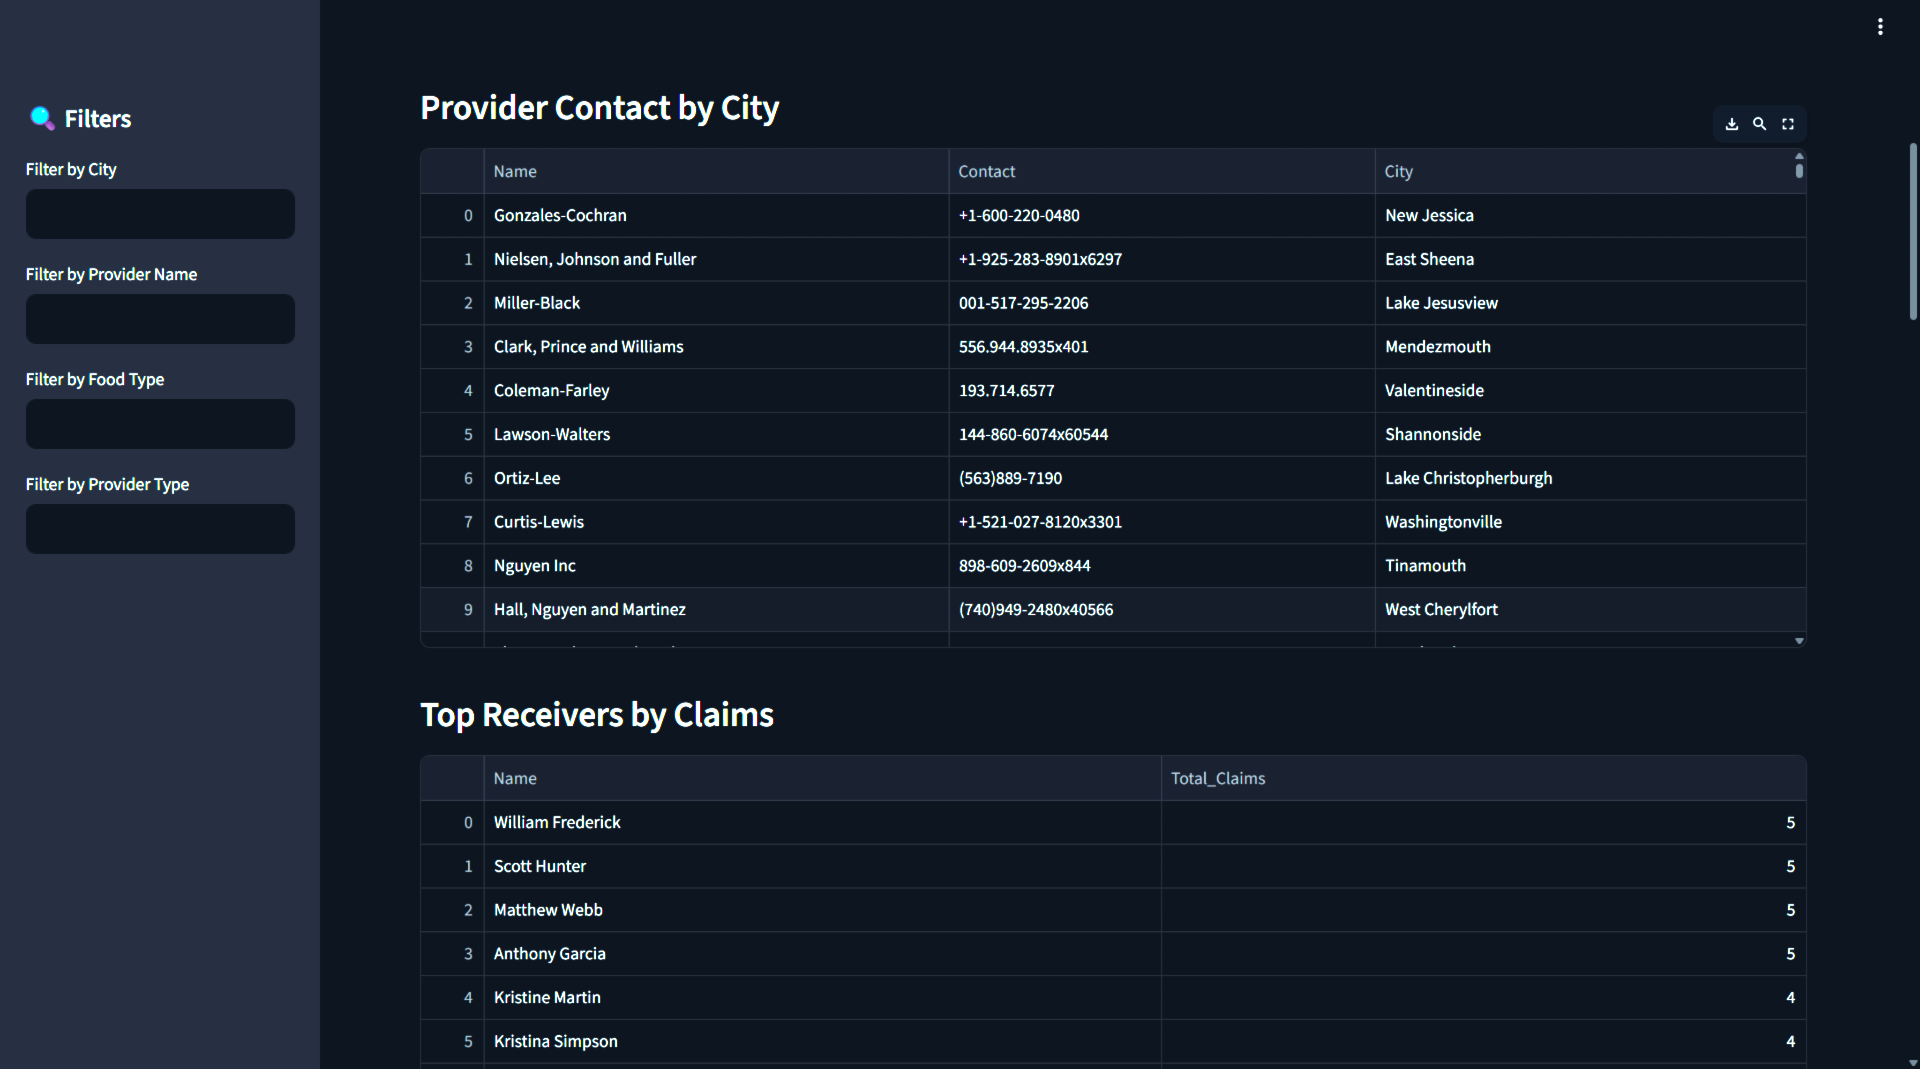 Filters
Filter by City
Filter by Provider Name
Filter by Food Type
Filter by Provider Type
Provider Contact by City
Name Contact City
0 Gonzales-Cochran +1-600-220-0480 New Jessica
1 Nielsen, Johnson and Fuller +1-925-283-8901x6297 East Sheena
2 Miller-Black 001-517-295-2206 Lake Jesusview
3 Clark, Prince and Williams 556.944.8935x401 Mendezmouth
4 Coleman-Farley 193.714.6577 Valentineside
5 Lawson-Walters 144-860-6074x60544 Shannonside
6 Ortiz-Lee (563)889-7190 Lake Christopherburgh
7 Curtis-Lewis +1-521-027-8120x3301 Washingtonville
8 Nguyen Inc 898-609-2609x844 Tinamouth
9 Hall, Nguyen and Martinez (740)949-2480x40566 West Cherylfort
Top Receivers by Claims
Name Total_Claims
0 William Frederick 5
1 Scott Hunter 5
2 Matthew Webb 5
3 Anthony Garcia 5
4 Kristine Martin 4
5 Kristina Simpson 4